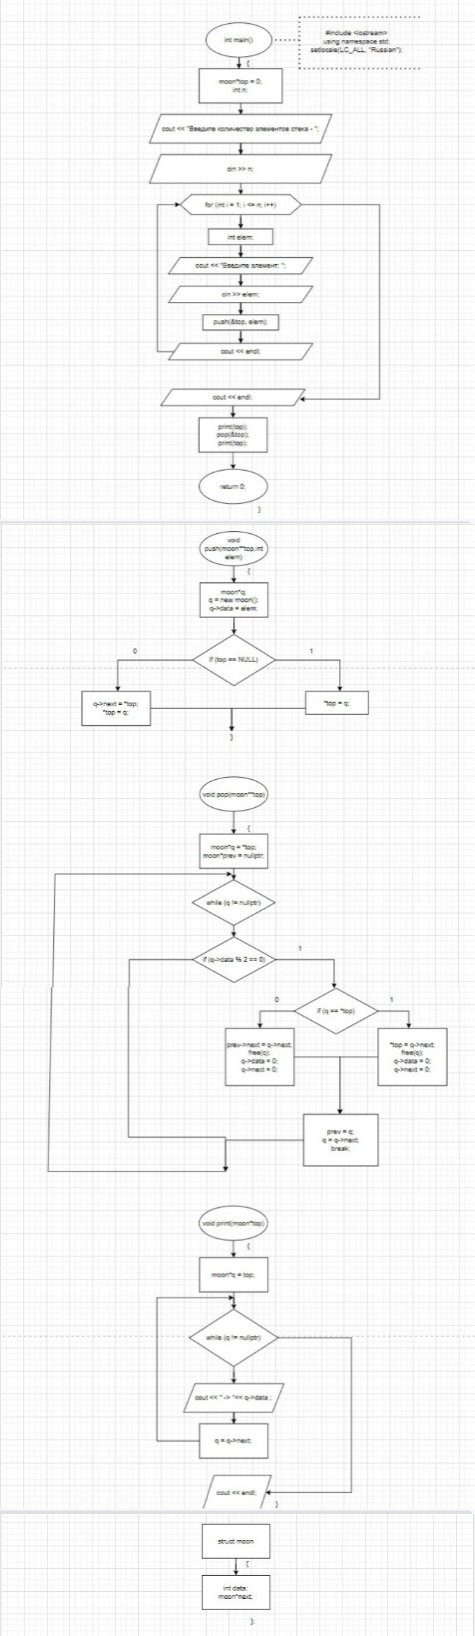 int main()
#include <iostream>
using namespace std;
setlocale(LC_ALL, "Russian");
{
moon*top = 0;
int n;
cout << "Введите количество элементов стека - ";
cin >> n;
for (int i = 1; i <= n; i++)
int elem;
cout << "Введите элемент: ";
cin >> elem;
push(&top, elem)
cout << endl;
cout << endl;
print(top);
pop(&top);
print(top);
return 0;
}
void
push(moon**top,int
elem)
{
moon*q;
q = new moon();
q->data = elem;
0
if (top == NULL)
1
q->next = *top;
*top = q;
*top = q;
}
void pop(moon**top)
{
moon*q = *top;
moon*prev = nullptr;
while (q != nullptr)
if (q->data % 2 == 0)
1
0
if (q == *top)
1
prev->next = q->next;
free(q);
q->data = 0;
q->next = 0;
*top = q->next;
free(q);
q->data = 0;
q->next = 0;
prev = q;
q = q->next;
break;
void print(moon*top)
{
moon*q = top;
while (q != nullptr)
cout << " -> "<< q->data ;
q = q->next;
cout << endl;
}
struct moon
{
int data;
moon*next;
};